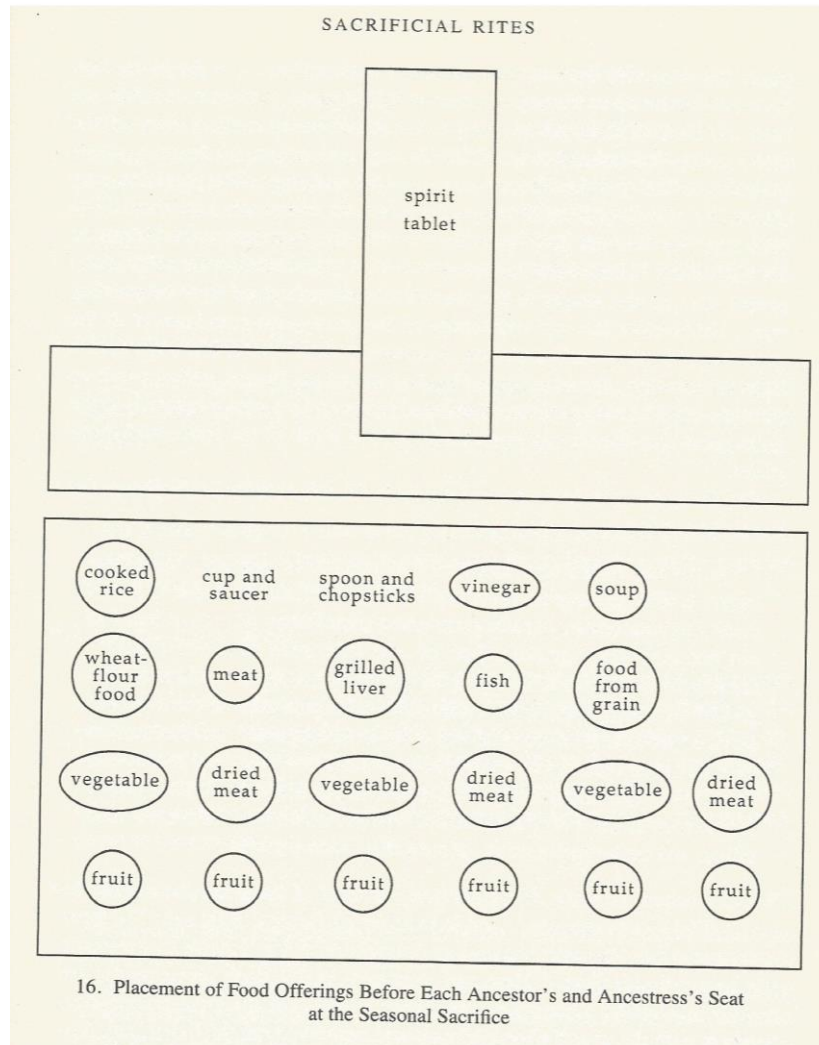 SACRIFICIAL RITES
spirit
tablet
cooked
rice
cup and
saucer
spoon and
chopsticks
vinegar
soup
wheat-
flour
food
meat
grilled
liver
fish
food
from
grain
vegetable
dried
meat
vegetable
dried
meat
vegetable
dried
meat
fruit
fruit
fruit
fruit
fruit
fruit
16. Placement of Food Offerings Before Each Ancestor's and Ancestress's Seat
at the Seasonal Sacrifice